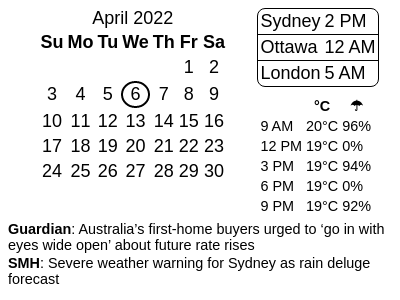 April 2022
Su Mo Tu We Th Fr Sa
1 2
3 4 5 6 7 8 9
10 11 12 13 14 15 16
17 18 19 20 21 22 23
24 25 26 27 28 29 30
Sydney 2 PM
Ottawa 12 AM
London 5 AM
°C ☂
9 AM 20°C 96%
12 PM 19°C 0%
3 PM 19°C 94%
6 PM 19°C 0%
9 PM 19°C 92%
Guardian: Australia’s first-home buyers urged to ‘go in with
eyes wide open’ about future rate rises
SMH: Severe weather warning for Sydney as rain deluge
forecast